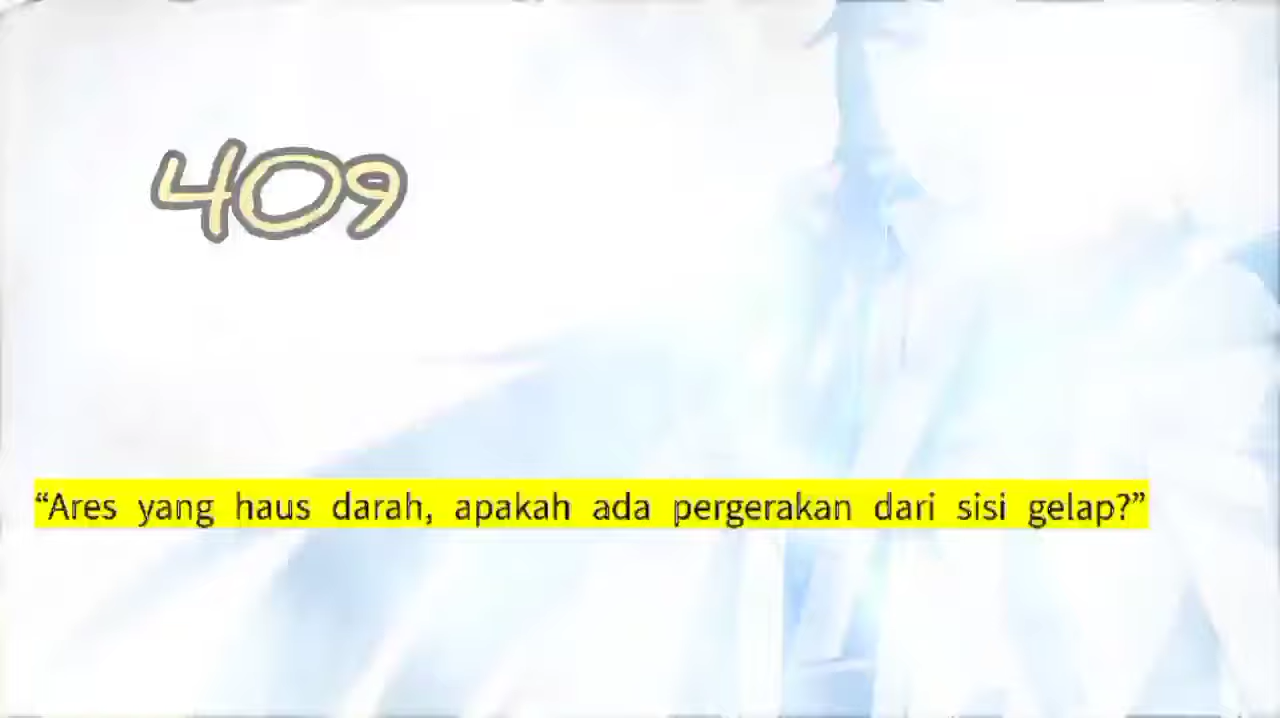 409
“Ares yang haus darah, apakah ada pergerakan dari sisi gelap?”